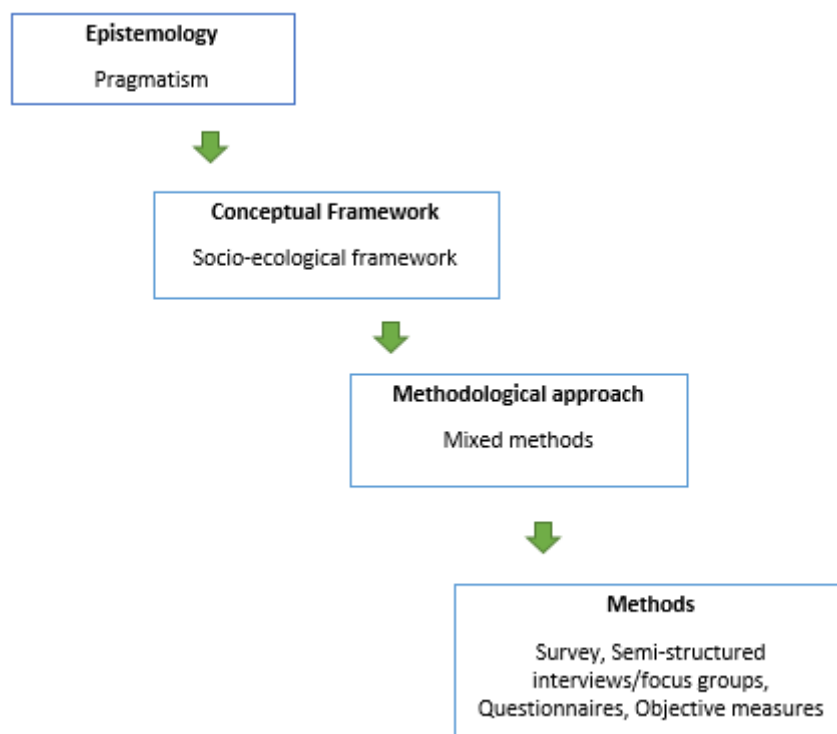 Epistemology
Pragmatism
Conceptual Framework
Socio-ecological framework
Methodological approach
Mixed methods
Methods
Survey, Semi-structured
interviews/focus groups,
Questionnaires, Objective measures